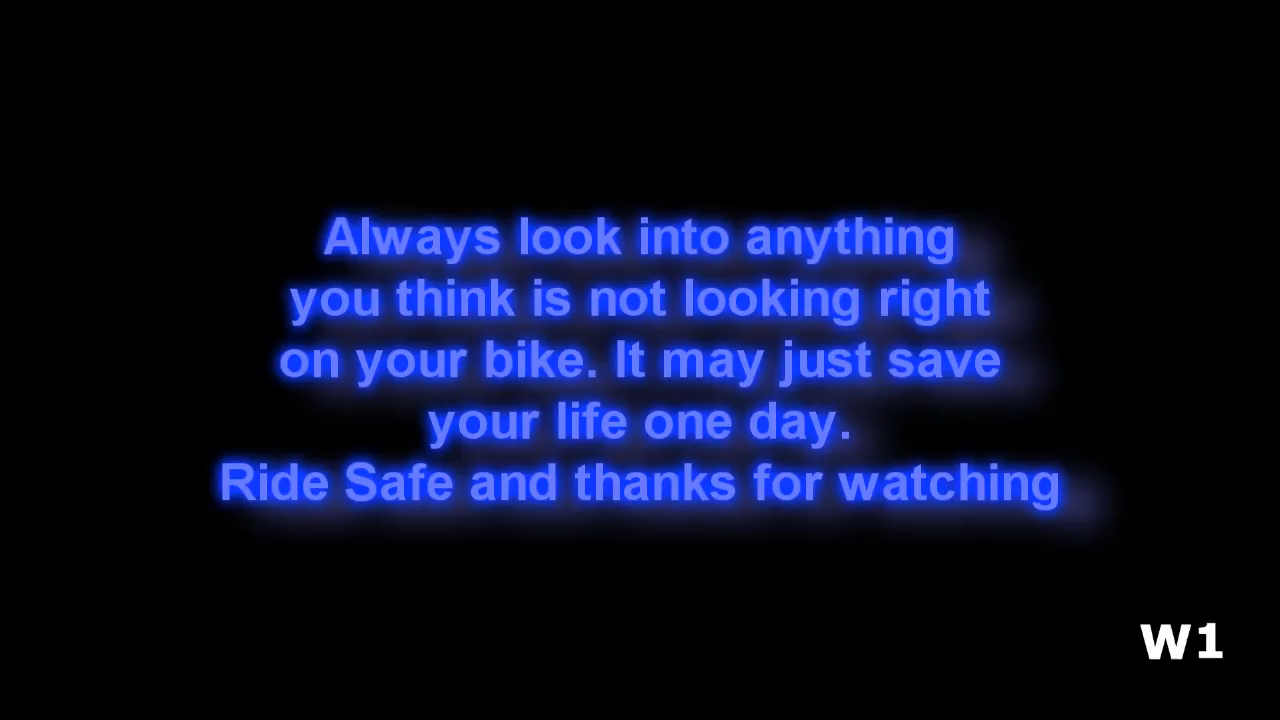 Always look into anything
you think is not looking right
on your bike. It may just save
your life one day.
Ride Safe and thanks for watching
W1